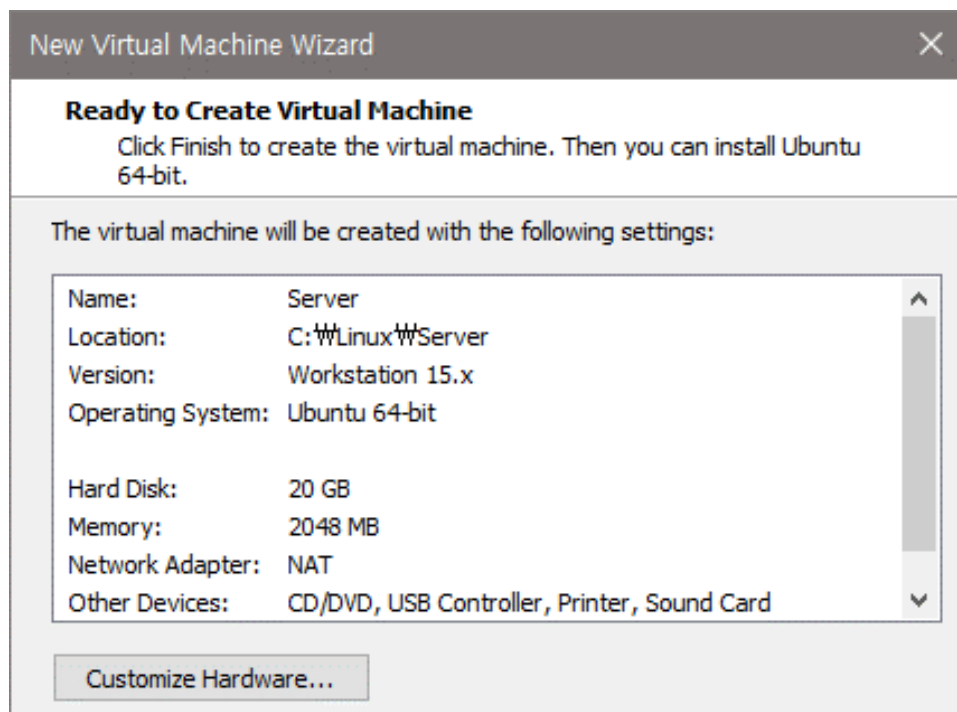 New Virtual Machine Wizard
Ready to Create Virtual Machine
Click Finish to create the virtual machine. Then you can install Ubuntu
64-bit.
The virtual machine will be created with the following settings:
Name: Server
Location: C:₩Linux₩Server
Version: Workstation 15.x
Operating System: Ubuntu 64-bit
Hard Disk: 20 GB
Memory: 2048 MB
Network Adapter: NAT
Other Devices: CD/DVD, USB Controller, Printer, Sound Card
Customize Hardware...